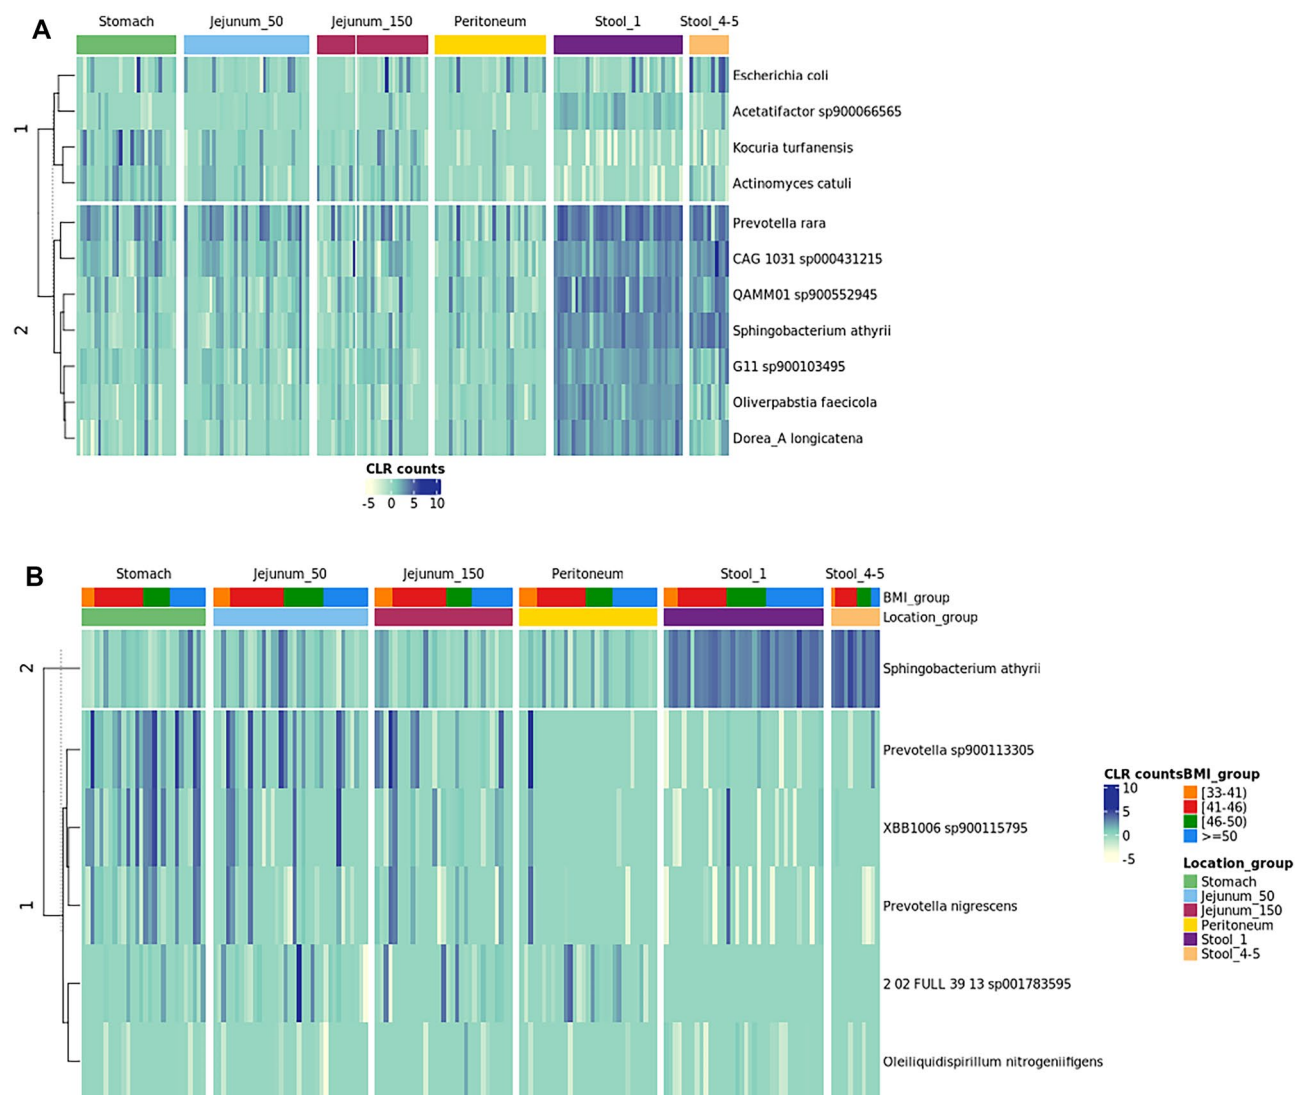 A
Stomach Jejunum_50 Jejunum_150 Peritoneum Stool_1 Stool_4-5
1
2
Escherichia coli
Acetatifactor sp900066565
Kocuria turfanensis
Actinomyces catuli
Prevotella rara
CAG 1031 sp000431215
QAMM01 sp900552945
Sphingobacterium athyrii
G11 sp900103495
Oliverpabstia faecicola
Dorea_A longicatena
CLR counts
-5 0 5 10
B
Stomach Jejunum_50 Jejunum_150 Peritoneum Stool_1 Stool_4-5
BMI_group
Location_group
2
1
Sphingobacterium athyrii
Prevotella sp900113305
XBB1006 sp900115795
Prevotella nigrescens
2 02 FULL 39 13 sp001783595
Oleiliquidispirillum nitrogeniifigens
CLR counts
10
5
0
-5
BMI_group
[33-41)
[41-46)
[46-50)
>=50
Location_group
Stomach
Jejunum_50
Jejunum_150
Peritoneum
Stool_1
Stool_4-5